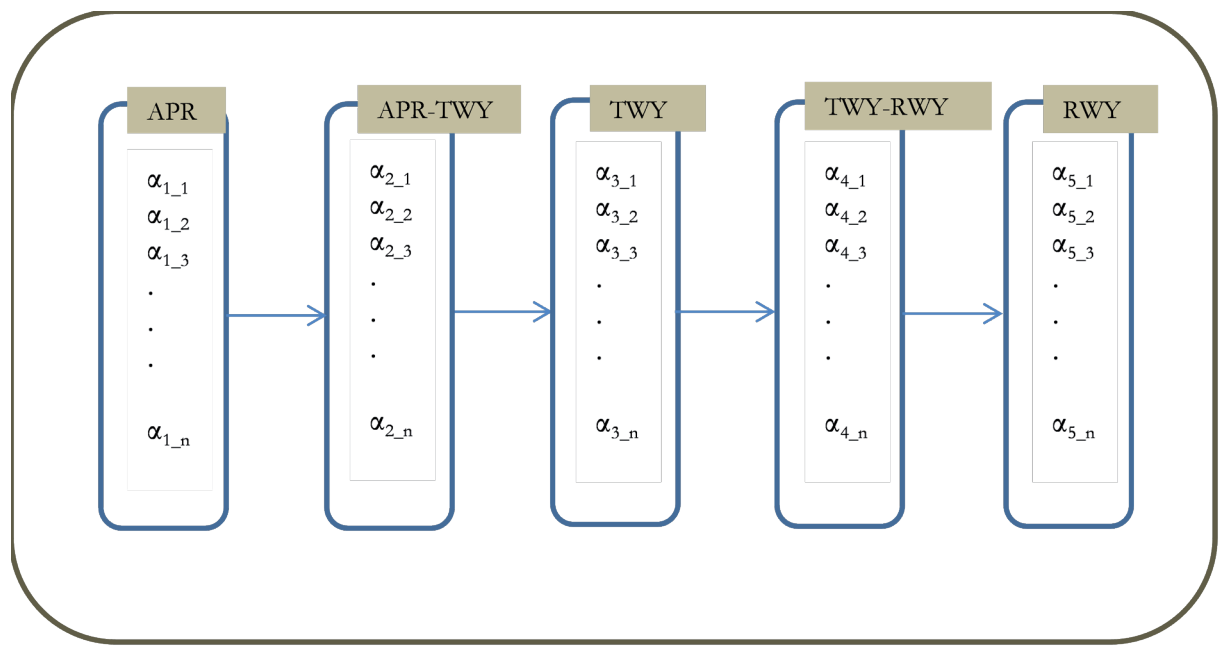 APR
α1_1
α1_2
α1_3
.
.
.
α1_n
APR-TWY
α2_1
α2_2
α2_3
.
.
.
α2_n
TWY
α3_1
α3_2
α3_3
.
.
.
α3_n
TWY-RWY
α4_1
α4_2
α4_3
.
.
.
α4_n
RWY
α5_1
α5_2
α5_3
.
.
.
α5_n